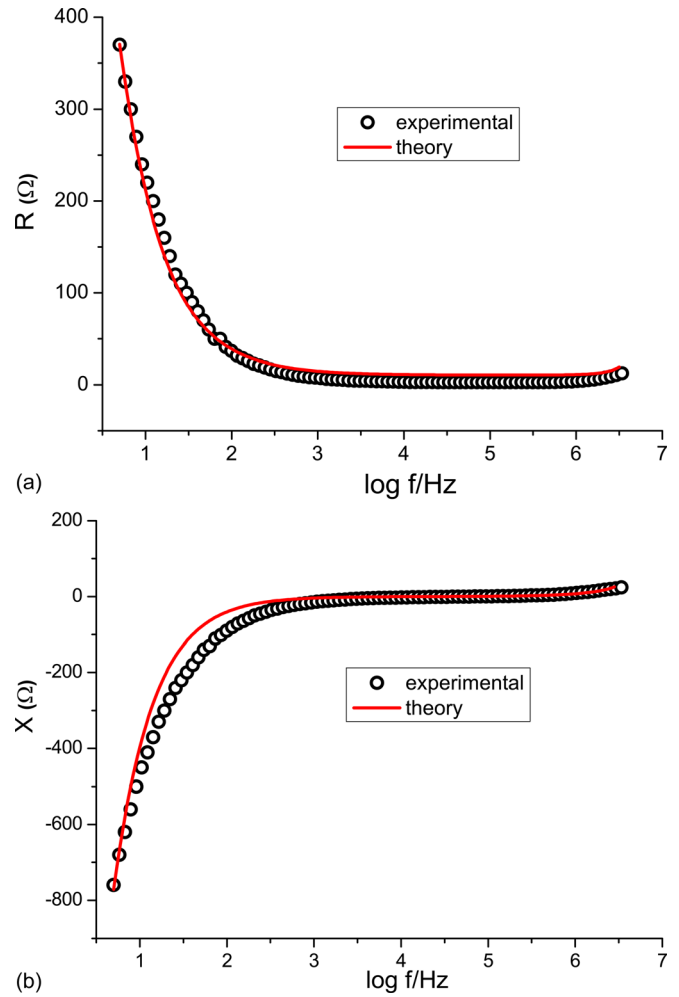 400
300
200
100
0
R (Ω)
experimental
theory
1 2 3 4 5 6 7
log f/Hz
(a)
200
0
-200
-400
-600
-800
X (Ω)
experimental
theory
1 2 3 4 5 6 7
log f/Hz
(b)